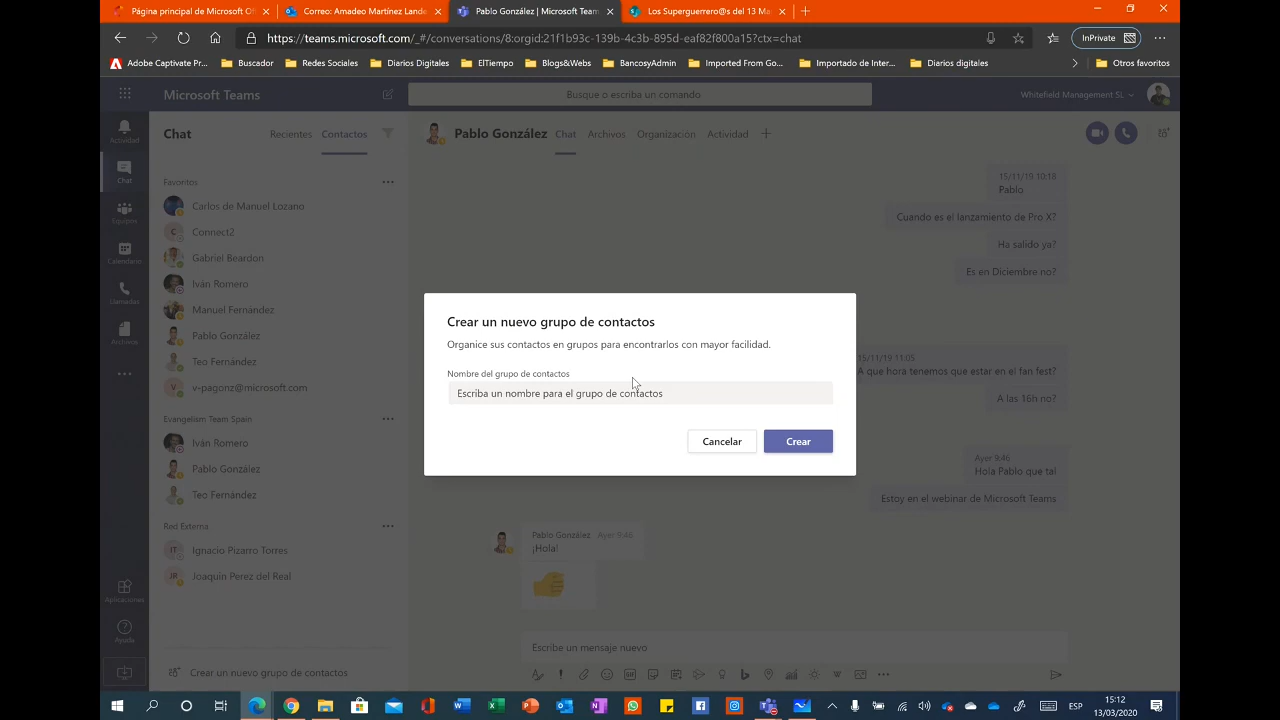 Página principal de Microsoft Of
Correo: Amadeo Martínez Lande
Pablo González | Microsoft Team
Los Superguerrero@s del 13 Ma
https://teams.microsoft.com/_#/conversations/8:orgid:21f1b93c-139b-4c3b-895d-eaf82f800a15?ctx=chat
InPrivate
Adobe Captivate Pr...
Buscador
Redes Sociales
Diarios Digitales
ElTiempo
Blogs&Webs
BancosyAdmin
Imported From Go...
Importado de Inter...
Diarios digitales
Otros favoritos
Microsoft Teams
Busque o escriba un comando
Whitefield Management SL
Actividad
Chat
Equipos
Calendario
Llamadas
Archivos
Aplicaciones
Ayuda
Chat
Recientes
Contactos
Favoritos
Carlos de Manuel Lozano
C Connect2
Gabriel Beardon
Iván Romero
Manuel Fernández
Pablo González
Teo Fernández
V v-pagonz@microsoft.com
Evangelism Team Spain
Iván Romero
Pablo González
Teo Fernández
Red Externa
IT Ignacio Pizarro Torres
JR Joaquin Perez del Real
Crear un nuevo grupo de contactos
Pablo González
Chat
Archivos
Organización
Actividad
15/11/19 10:18
Pablo
Cuando es el lanzamiento de Pro X?
Ha salido ya?
Es en Diciembre no?
15/11/19 11:05
A que hora tenemos que estar en el fan fest?
A las 16h no?
Ayer 9:46
Hola Pablo que tal
Estoy en el webinar de Microsoft Teams
Pablo González Ayer 9:46
¡Hola!
Escribe un mensaje nuevo
GIF
Crear un nuevo grupo de contactos
Organice sus contactos en grupos para encontrarlos con mayor facilidad.
Nombre del grupo de contactos
Escriba un nombre para el grupo de contactos
Cancelar
Crear
ESP
15:12
13/03/2020